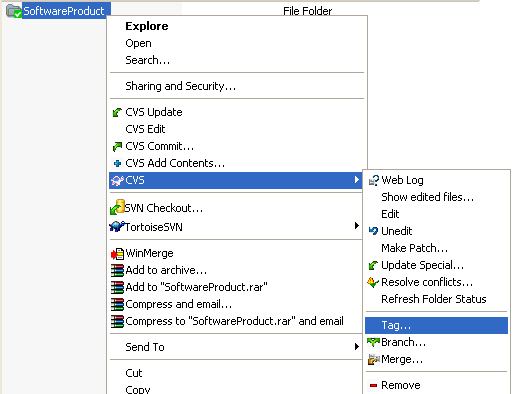 SoftwareProduct File Folder
Explore
Open
Search...
Sharing and Security...
CVS Update
CVS Edit
CVS Commit...
CVS Add Contents...
CVS
SVN Checkout...
TortoiseSVN
WinMerge
Add to archive...
Add to "SoftwareProduct.rar"
Compress and email...
Compress to "SoftwareProduct.rar" and email
Send To
Cut
Copy
Web Log
Show edited files...
Edit
Unedit
Make Patch...
Update Special...
Resolve conflicts...
Refresh Folder Status
Tag...
Branch...
Merge...
Remove